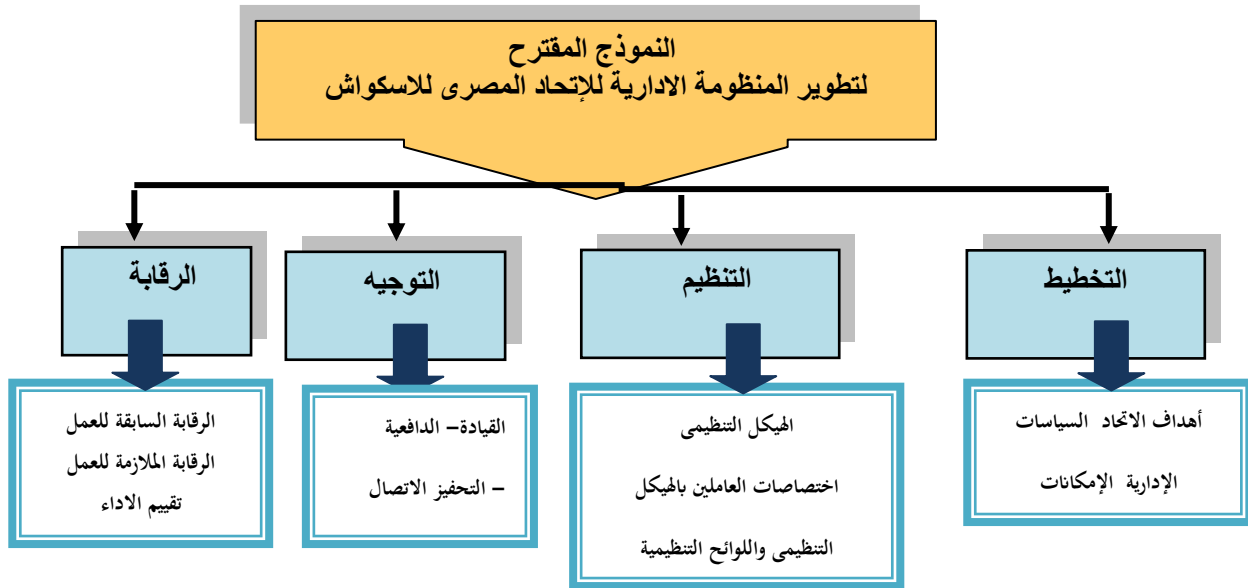 النموذج المقترح
لتطوير المنظومة الادارية للإتحاد المصرى للاسكواش
التخطيط
أهداف الاتحاد السياسات
الإدارية الإمكانات
التنظيم
الهيكل التنظيمى
اختصاصات العاملين بالهيكل
التنظيمى واللوائح التنظيمية
التوجيه
القيادة– الدافعية
– التحفيز الاتصال
الرقابة
الرقابة السابقة للعمل
الرقابة الملازمة للعمل
تقييم الاداء